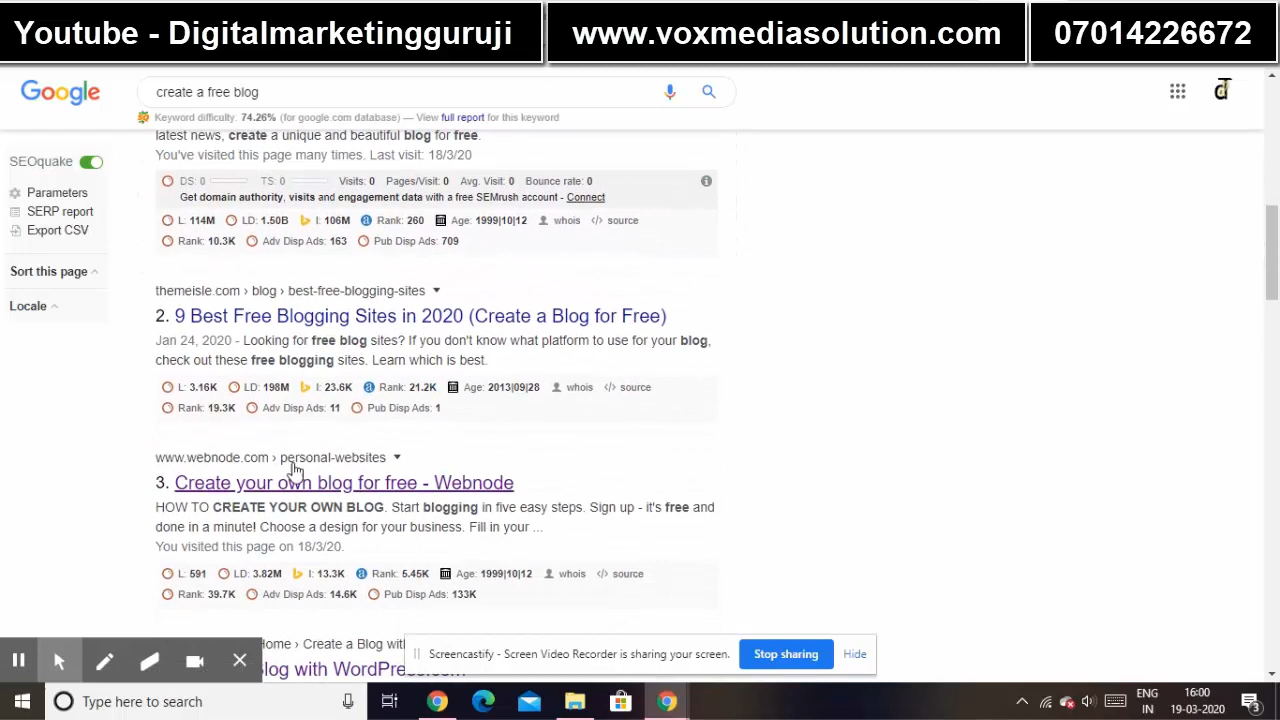 Youtube - Digitalmarketingguruji
www.voxmediasolution.com
07014226672
Google
create a free blog
Keyword difficulty: 74.26% (for google.com database) — View full report for this keyword
SEOquake
Parameters
SERP report
Export CSV
Sort this page
Locale
latest news, create a unique and beautiful blog for free.
You've visited this page many times. Last visit: 18/3/20
DS: 0 TS: 0 Visits: 0 Pages/Visit: 0 Avg. Visit: 0 Bounce rate: 0
Get domain authority, visits and engagement data with a free SEMrush account - Connect
L: 114M LD: 1.50B I: 106M Rank: 260 Age: 1999|10|12 whois </> source
Rank: 10.3K Adv Disp Ads: 163 Pub Disp Ads: 709
themeisle.com › blog › best-free-blogging-sites
2. 9 Best Free Blogging Sites in 2020 (Create a Blog for Free)
Jan 24, 2020 - Looking for free blog sites? If you don't know what platform to use for your blog,
check out these free blogging sites. Learn which is best.
L: 3.16K LD: 198M I: 23.6K Rank: 21.2K Age: 2013|09|28 whois </> source
Rank: 19.3K Adv Disp Ads: 11 Pub Disp Ads: 1
www.webnode.com › personal-websites
3. Create your own blog for free - Webnode
HOW TO CREATE YOUR OWN BLOG. Start blogging in five easy steps. Sign up - it's free and
done in a minute! Choose a design for your business. Fill in your ...
You visited this page on 18/3/20.
L: 591 LD: 3.82M I: 13.3K Rank: 5.45K Age: 1999|10|12 whois </> source
Rank: 39.7K Adv Disp Ads: 14.6K Pub Disp Ads: 133K
Home › Create a Blog with
Blog with WordPress.com
Screencastify - Screen Video Recorder is sharing your screen.
Stop sharing
Hide
Type here to search
ENG
IN
16:00
19-03-2020
3